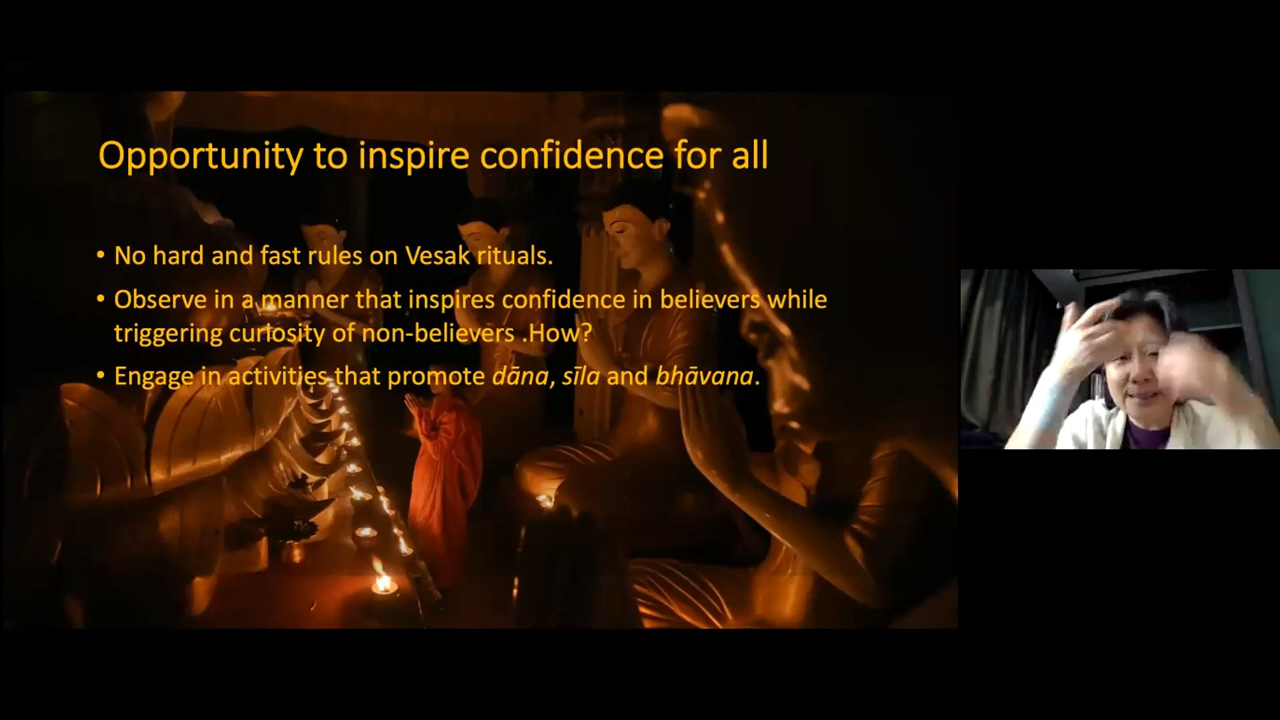 Opportunity to inspire confidence for all
• No hard and fast rules on Vesak rituals.
• Observe in a manner that inspires confidence in believers while
triggering curiosity of non-believers .How?
• Engage in activities that promote dāna, sīla and bhāvana.